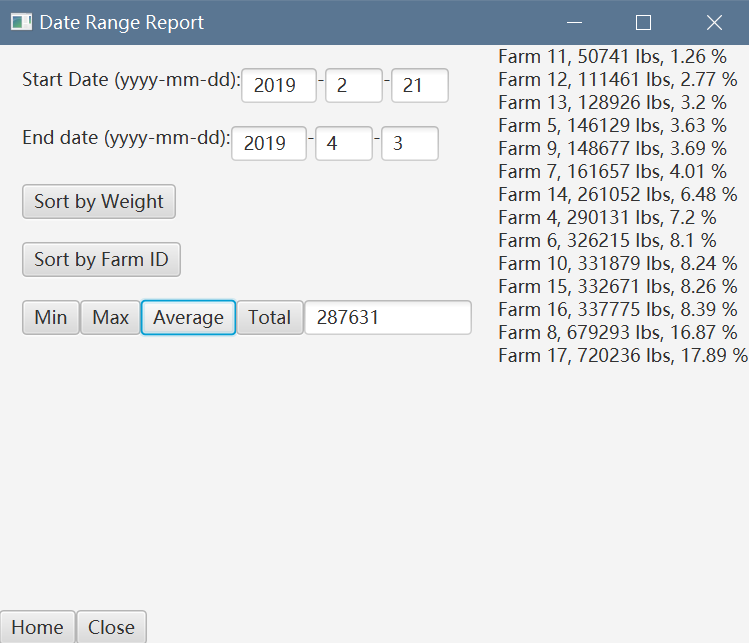 Date Range Report
Start Date (yyyy-mm-dd): 2019 - 2 - 21
End date (yyyy-mm-dd): 2019 - 4 - 3
Sort by Weight
Sort by Farm ID
Min Max Average Total 287631
Farm 11, 50741 lbs, 1.26 %
Farm 12, 111461 lbs, 2.77 %
Farm 13, 128926 lbs, 3.2 %
Farm 5, 146129 lbs, 3.63 %
Farm 9, 148677 lbs, 3.69 %
Farm 7, 161657 lbs, 4.01 %
Farm 14, 261052 lbs, 6.48 %
Farm 4, 290131 lbs, 7.2 %
Farm 6, 326215 lbs, 8.1 %
Farm 10, 331879 lbs, 8.24 %
Farm 15, 332671 lbs, 8.26 %
Farm 16, 337775 lbs, 8.39 %
Farm 8, 679293 lbs, 16.87 %
Farm 17, 720236 lbs, 17.89 %
Home Close